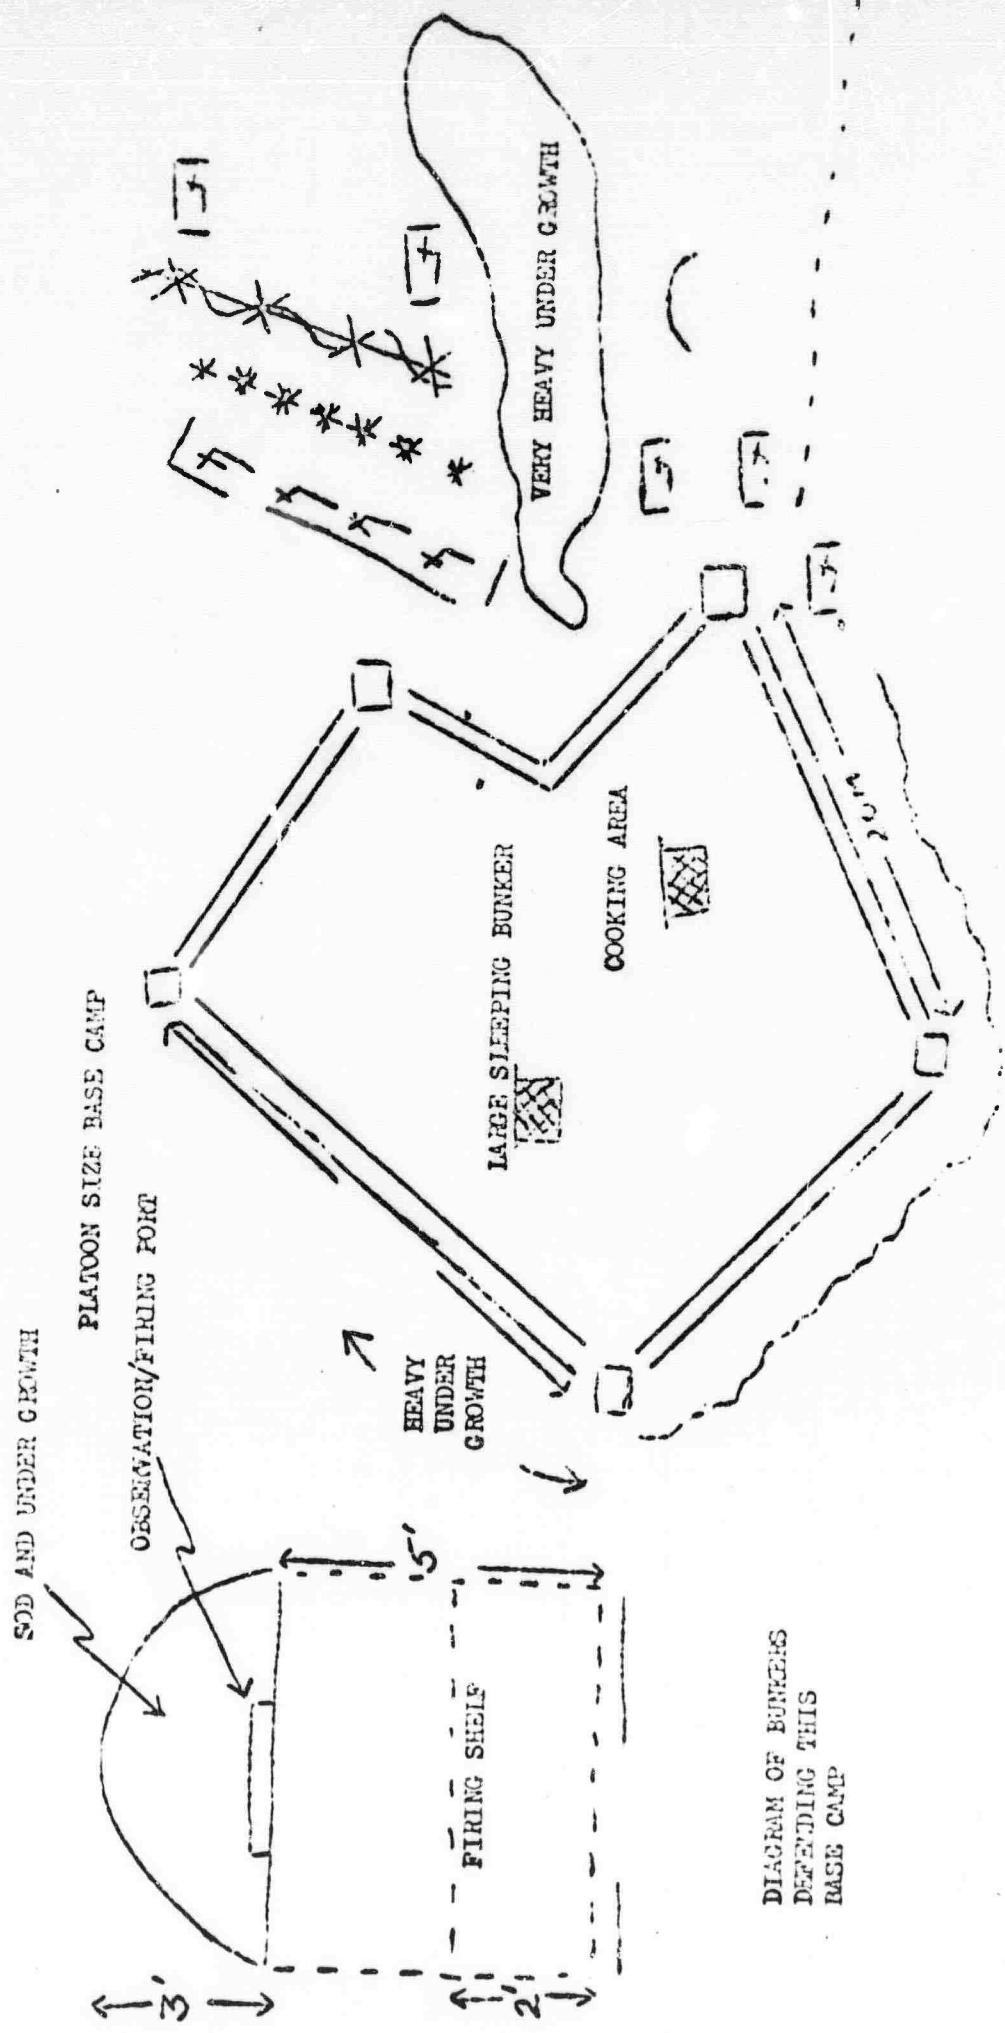 SOD AND UNDER GROWTH
PLATOON SIZE BASE CAMP
OBSERVATION/FIRING PORT
3'
5'
2'
FIRING SHELF
HEAVY
UNDER
GROWTH
LARGE SLEEPING BUNKER
COOKING AREA
VERY HEAVY UNDER GROWTH
20M
DIAGRAM OF BUNKERS
DEFENDING THIS
BASE CAMP